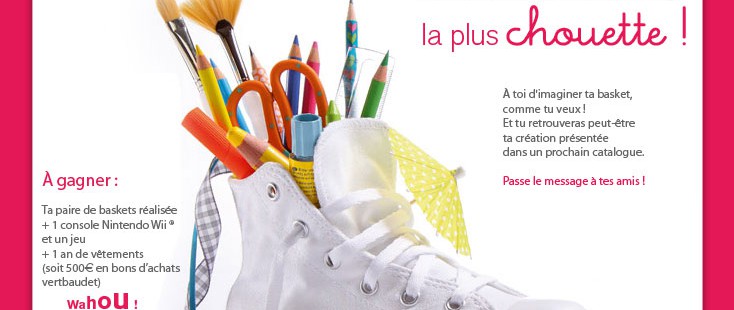 la plus chouette !
À toi d'imaginer ta basket,
comme tu veux !
Et tu retrouveras peut-être
ta création présentée
dans un prochain catalogue.
Passe le message à tes amis !
À gagner :
Ta paire de baskets réalisée
+ 1 console Nintendo Wii ®
et un jeu
+ 1 an de vêtements
(soit 500€ en bons d'achats
vertbaudet)
Wahou !